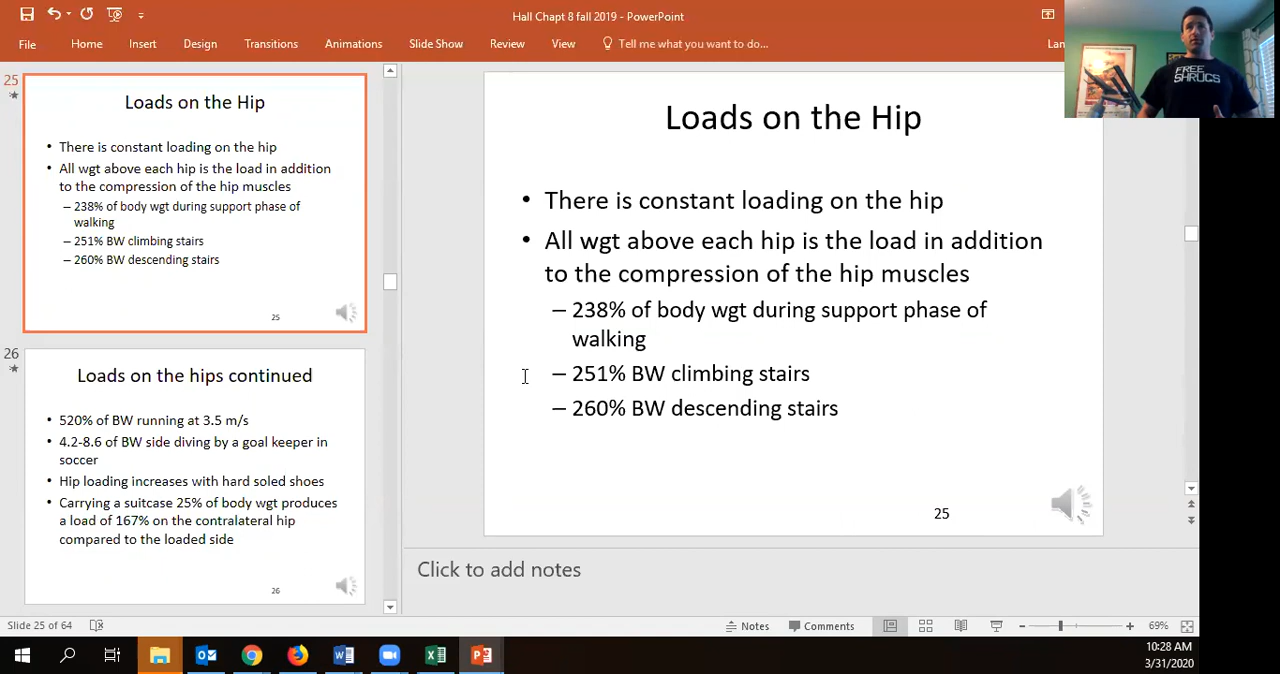 Hall Chapt 8 fall 2019 - PowerPoint
File Home Insert Design Transitions Animations Slide Show Review View Tell me what you want to do...
Lan
FREE
SHRUGS
25
Loads on the Hip
• There is constant loading on the hip
• All wgt above each hip is the load in addition
to the compression of the hip muscles
– 238% of body wgt during support phase of
walking
– 251% BW climbing stairs
– 260% BW descending stairs
25
26
Loads on the hips continued
• 520% of BW running at 3.5 m/s
• 4.2-8.6 of BW side diving by a goal keeper in
soccer
• Hip loading increases with hard soled shoes
• Carrying a suitcase 25% of body wgt produces
a load of 167% on the contralateral hip
compared to the loaded side
26
Loads on the Hip
• There is constant loading on the hip
• All wgt above each hip is the load in addition
to the compression of the hip muscles
– 238% of body wgt during support phase of
walking
– 251% BW climbing stairs
– 260% BW descending stairs
25
Click to add notes
Slide 25 of 64 Notes Comments 69%
10:28 AM
3/31/2020